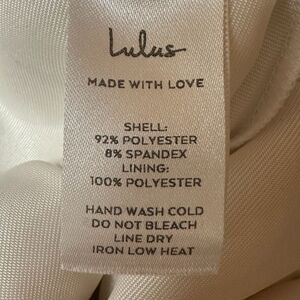 Lulus
MADE WITH LOVE
SHELL:
92% POLYESTER
8% SPANDEX
LINING:
100% POLYESTER
HAND WASH COLD
DO NOT BLEACH
LINE DRY
IRON LOW HEAT